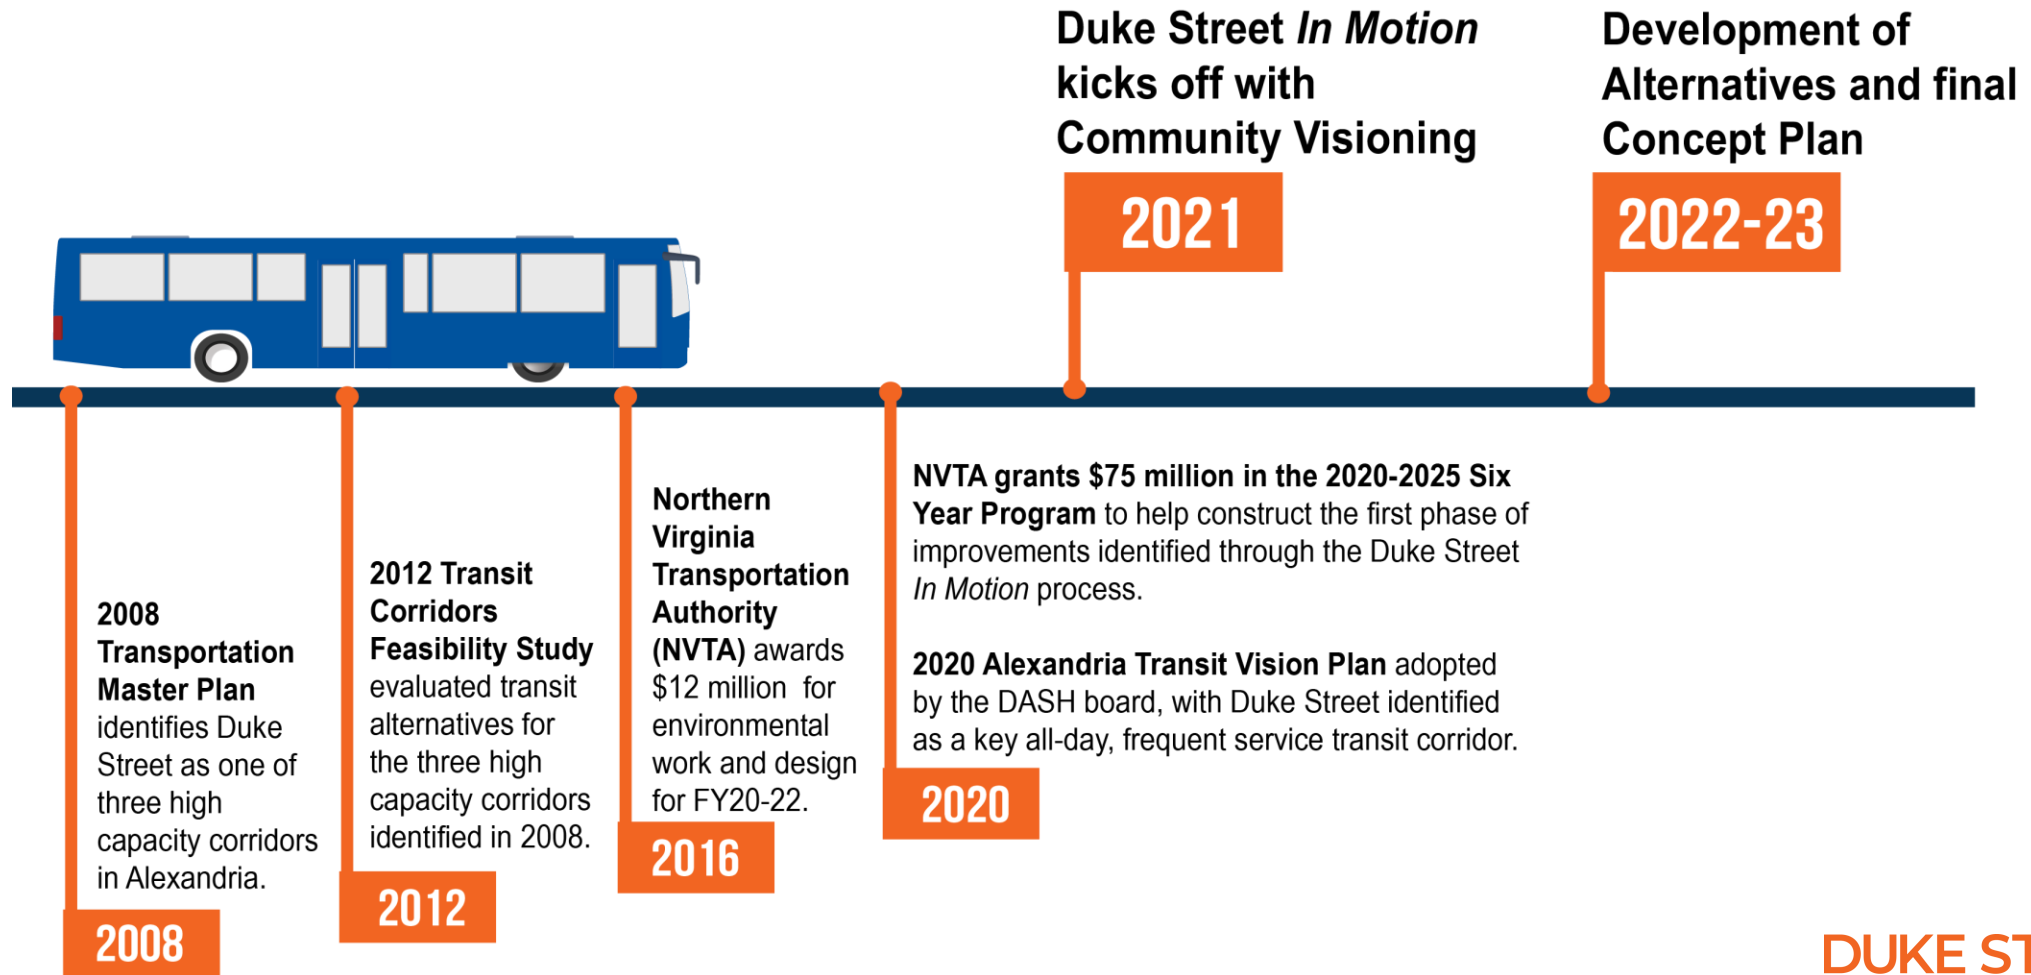 Duke Street In Motion
kicks off with
Community Visioning
2021
Development of
Alternatives and final
Concept Plan
2022-23
2008
Transportation
Master Plan
identifies Duke
Street as one of
three high
capacity corridors
in Alexandria.
2008
2012 Transit
Corridors
Feasibility Study
evaluated transit
alternatives for
the three high
capacity corridors
identified in 2008.
2012
Northern
Virginia
Transportation
Authority
(NVTA) awards
$12 million for
environmental
work and design
for FY20-22.
2016
NVTA grants $75 million in the 2020-2025 Six
Year Program to help construct the first phase of
improvements identified through the Duke Street
In Motion process.
2020 Alexandria Transit Vision Plan adopted
by the DASH board, with Duke Street identified
as a key all-day, frequent service transit corridor.
2020
DUKE ST